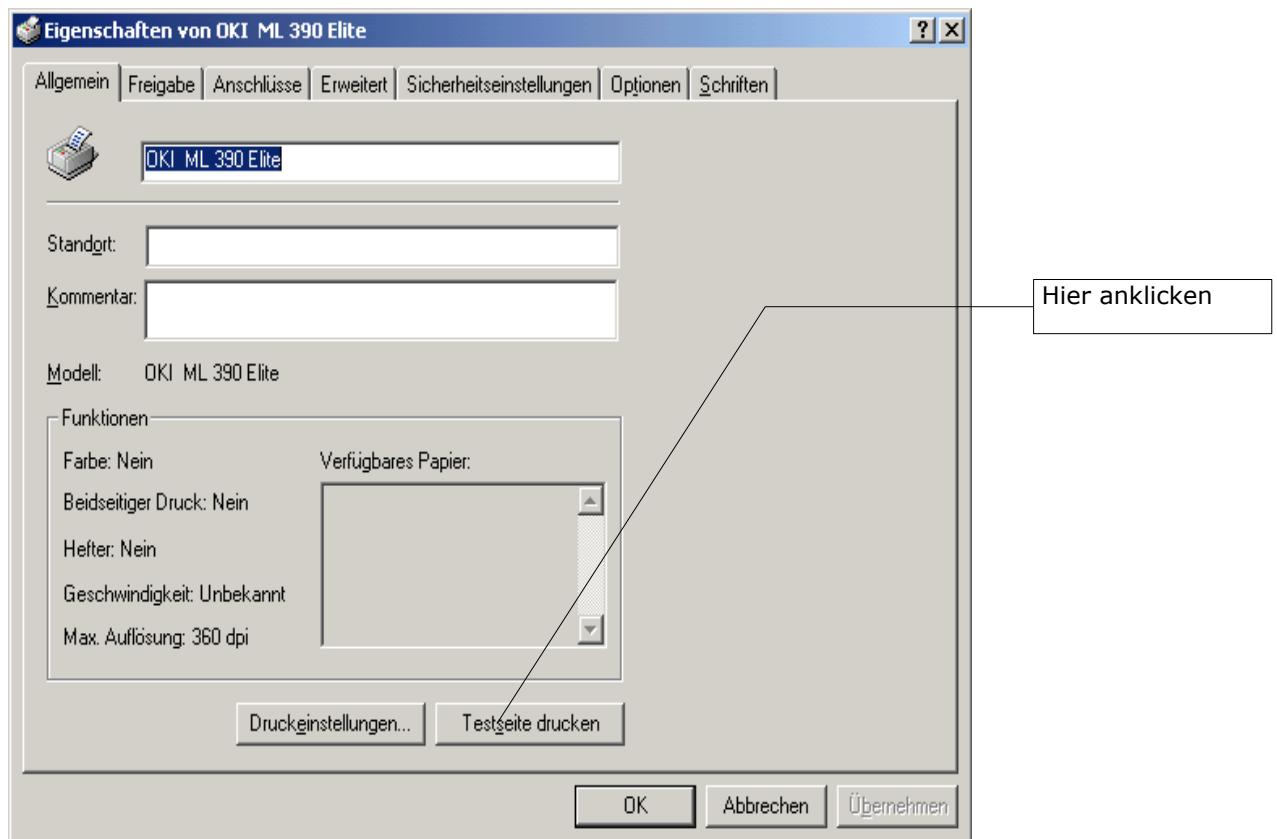 Eigenschaften von OKI ML 390 Elite
Allgemein Freigabe Anschlüsse Erweitert Sicherheitseinstellungen Optionen Schriften
OKI ML 390 Elite
Standort:
Hier anklicken
Kommentar:
Modell: OKI ML 390 Elite
Funktionen
Farbe: Nein Verfügbares Papier:
Beidseitiger Druck: Nein
Hefter: Nein
Geschwindigkeit: Unbekannt
Max. Auflösung: 360 dpi
Druckeinstellungen... Testseite drucken
OK Abbrechen Übernehmen